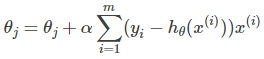 θ_j = θ_j + α ∑_{i=1}^{m} (y_i − h_θ(x^{(i)})) x^{(i)}